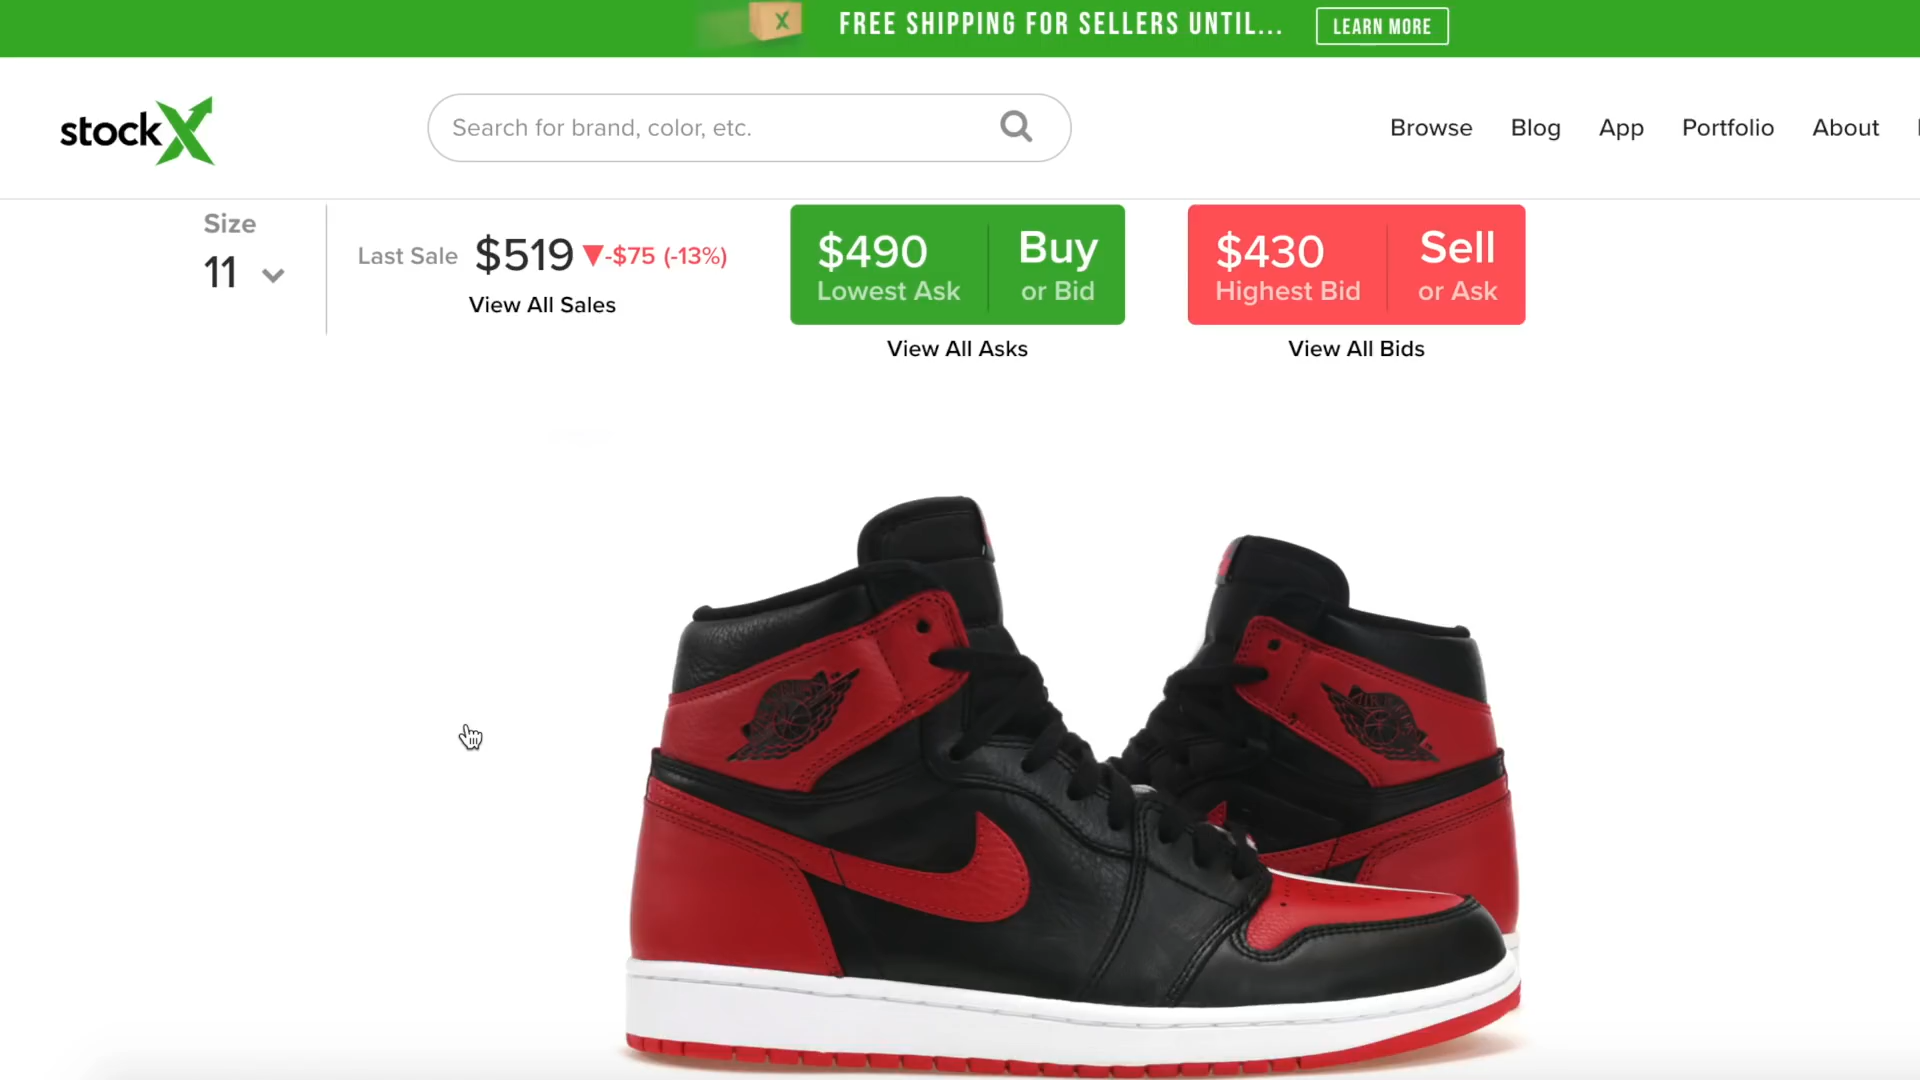 X
FREE SHIPPING FOR SELLERS UNTIL...
LEARN MORE
stockX
Search for brand, color, etc.
Browse
Blog
App
Portfolio
About
Size
11
Last Sale
$519
-$75 (-13%)
View All Sales
$490
Lowest Ask
Buy
or Bid
View All Asks
$430
Highest Bid
Sell
or Ask
View All Bids